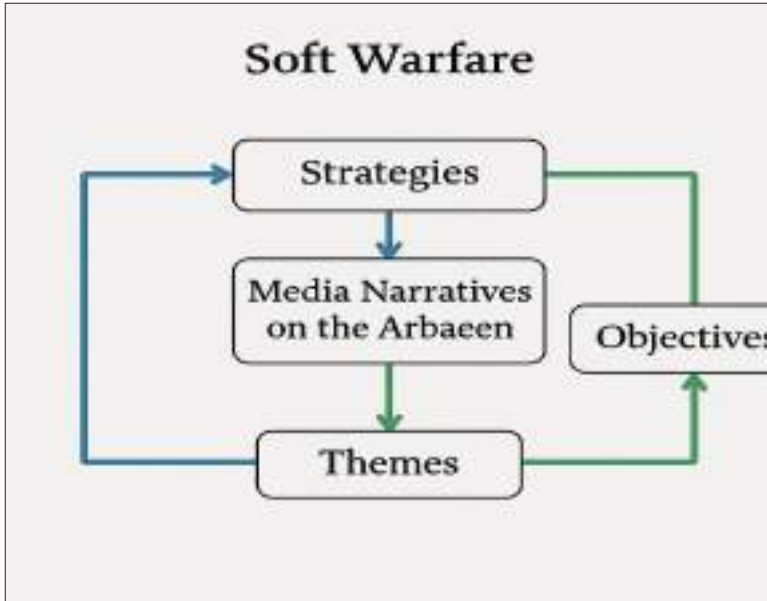 Soft Warfare
Strategies
Media Narratives
on the Arbaeen
Objectives
Themes